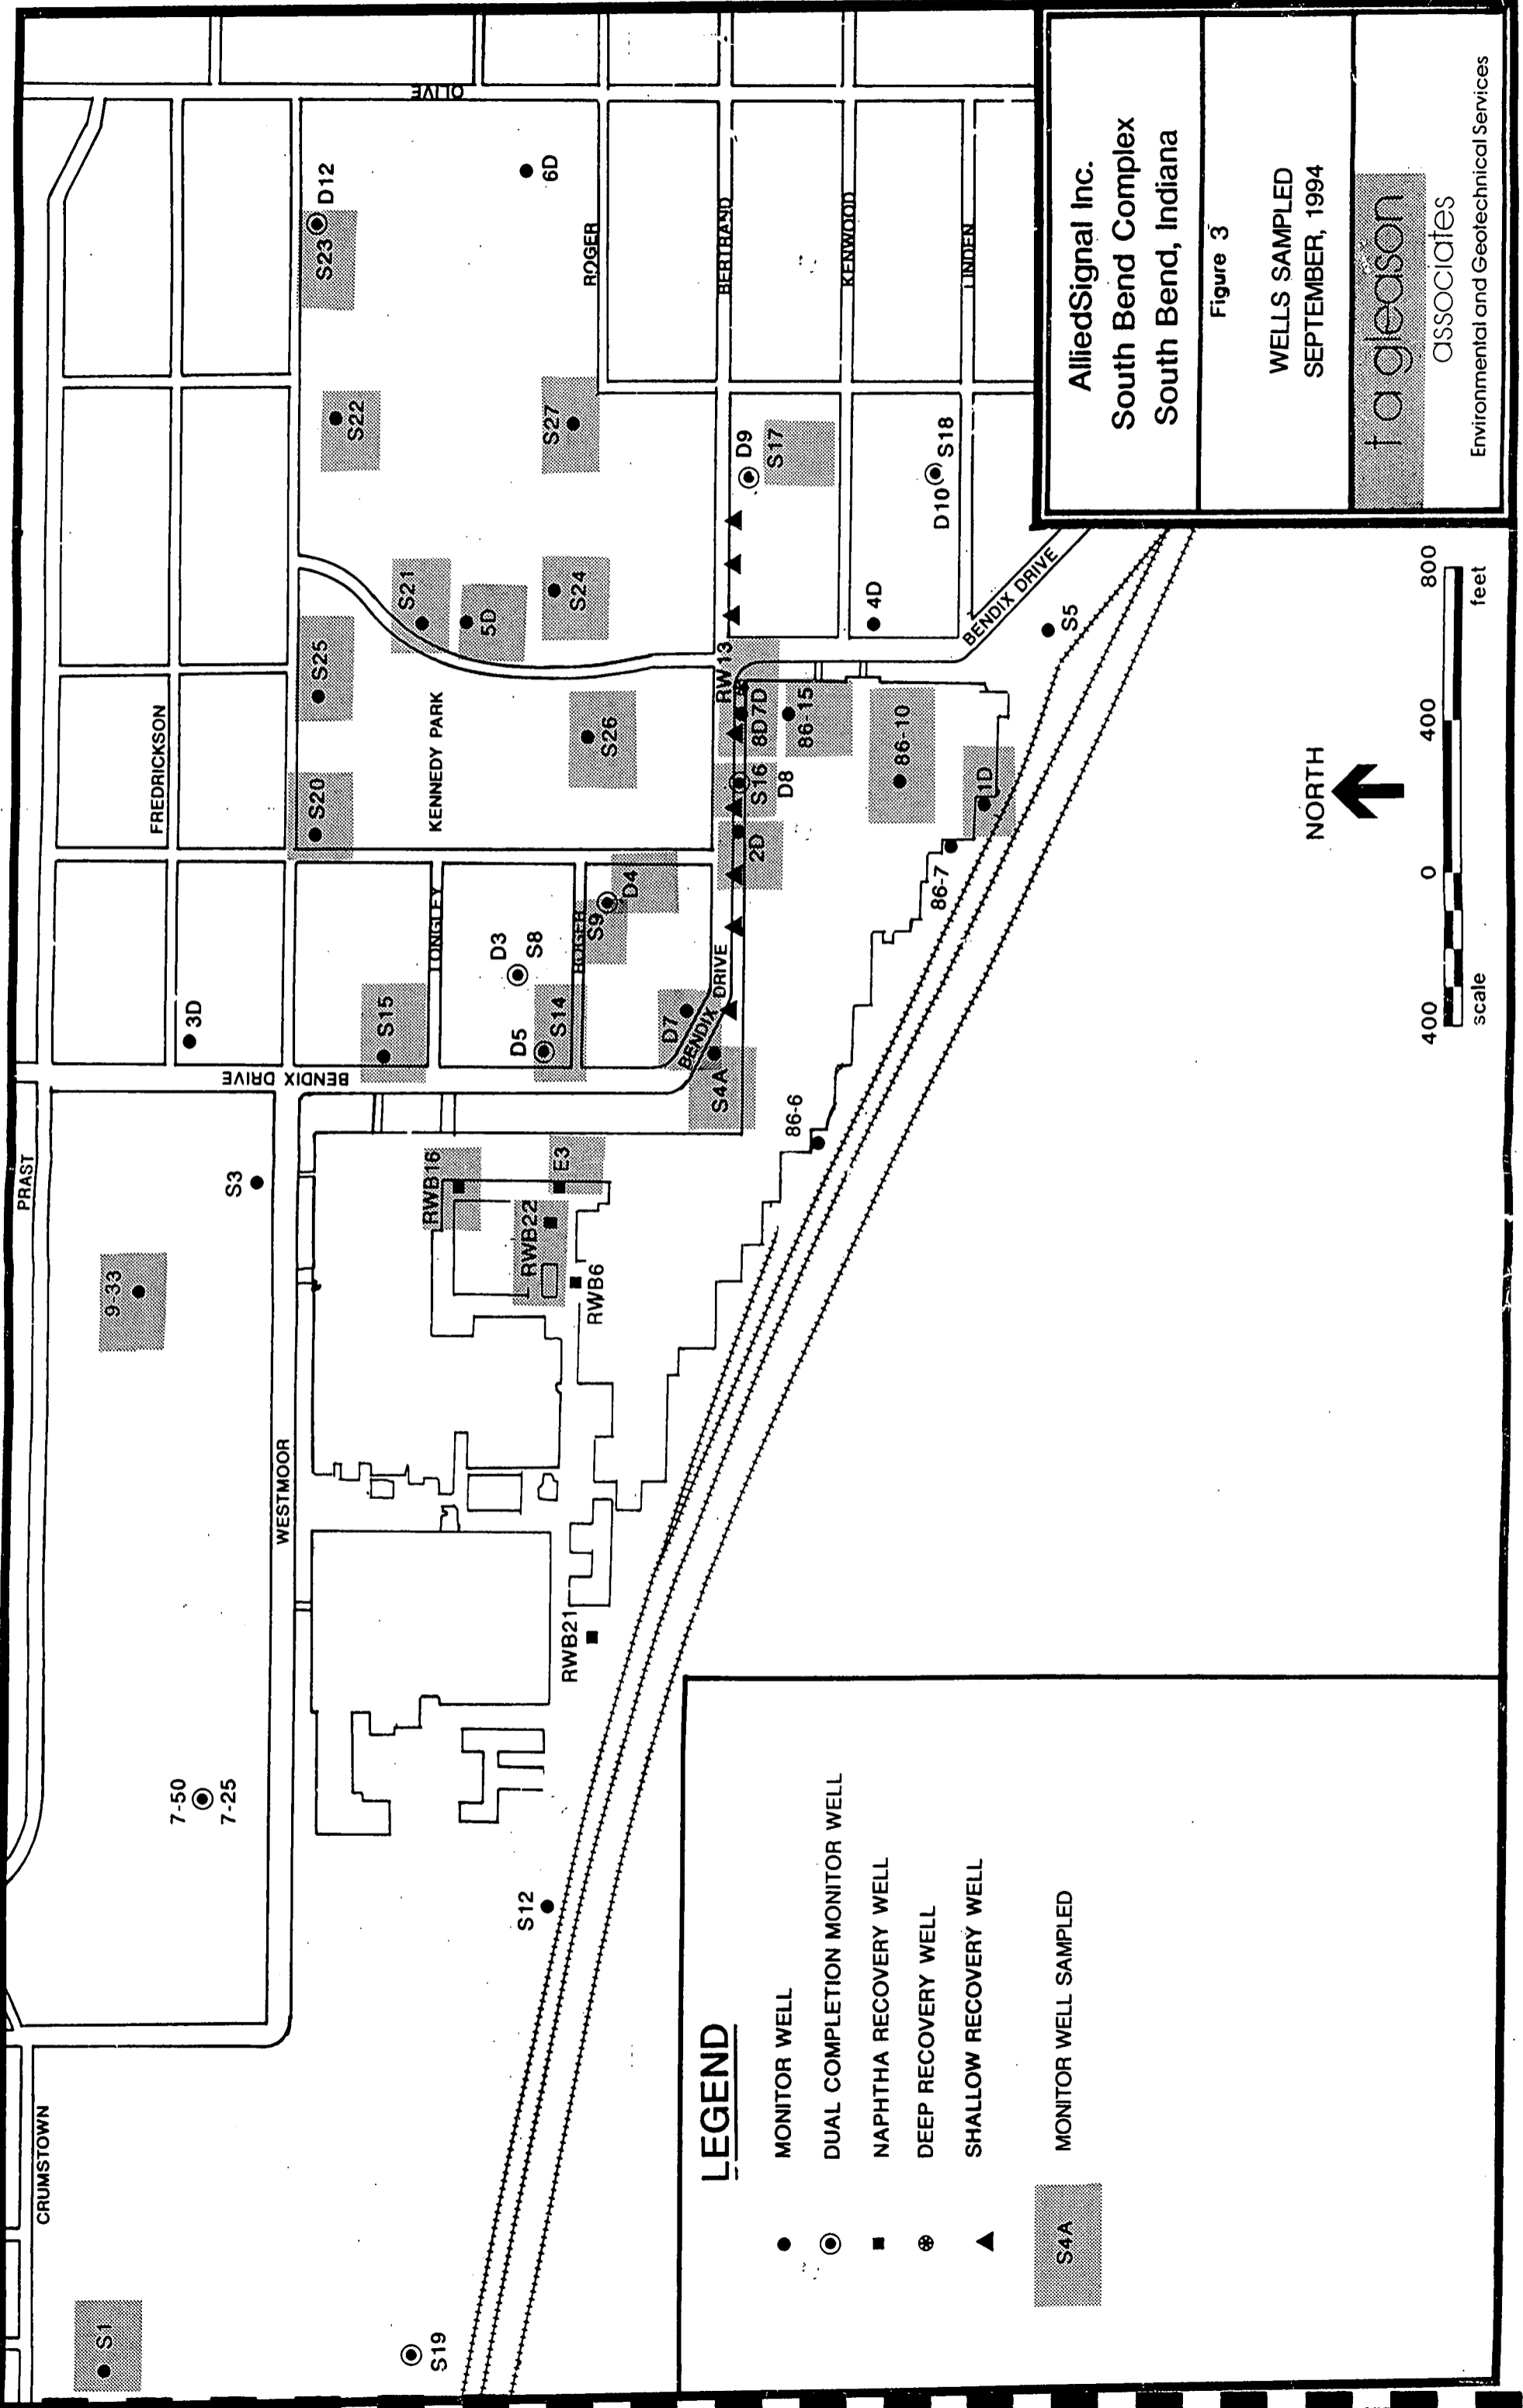 CRUMSTOWN
PRAST
FREDRICKSON
WESTMOOR
BENDIX DRIVE
LONGLEY
KENNEDY PARK
ROGER
ROGER
OLIVE
BERTRAND
KENWOOD
LINDEN
BENDIX DRIVE
BENDIX DRIVE
S1
S19
7-50
7-25
S12
9-33
S3
RWB21
RWB6
RWB22
RWB16
E3
86-6
3D
S15
D5
S14
D3
S8
S9
D4
D7
S4A
S20
S25
S26
S21
5D
S24
S22
S27
S23
D12
6D
2D
S16
D8
8D7D
RW13
86-15
86-10
1D
86-7
D9
S17
4D
D10
S18
S5
LEGEND
MONITOR WELL
DUAL COMPLETION MONITOR WELL
NAPHTHA RECOVERY WELL
DEEP RECOVERY WELL
SHALLOW RECOVERY WELL
S4A
MONITOR WELL SAMPLED
NORTH
400 0 400 800
scale feet
AlliedSignal Inc.
South Bend Complex
South Bend, Indiana
Figure 3
WELLS SAMPLED
SEPTEMBER, 1994
t a gleason
associates
Environmental and Geotechnical Services